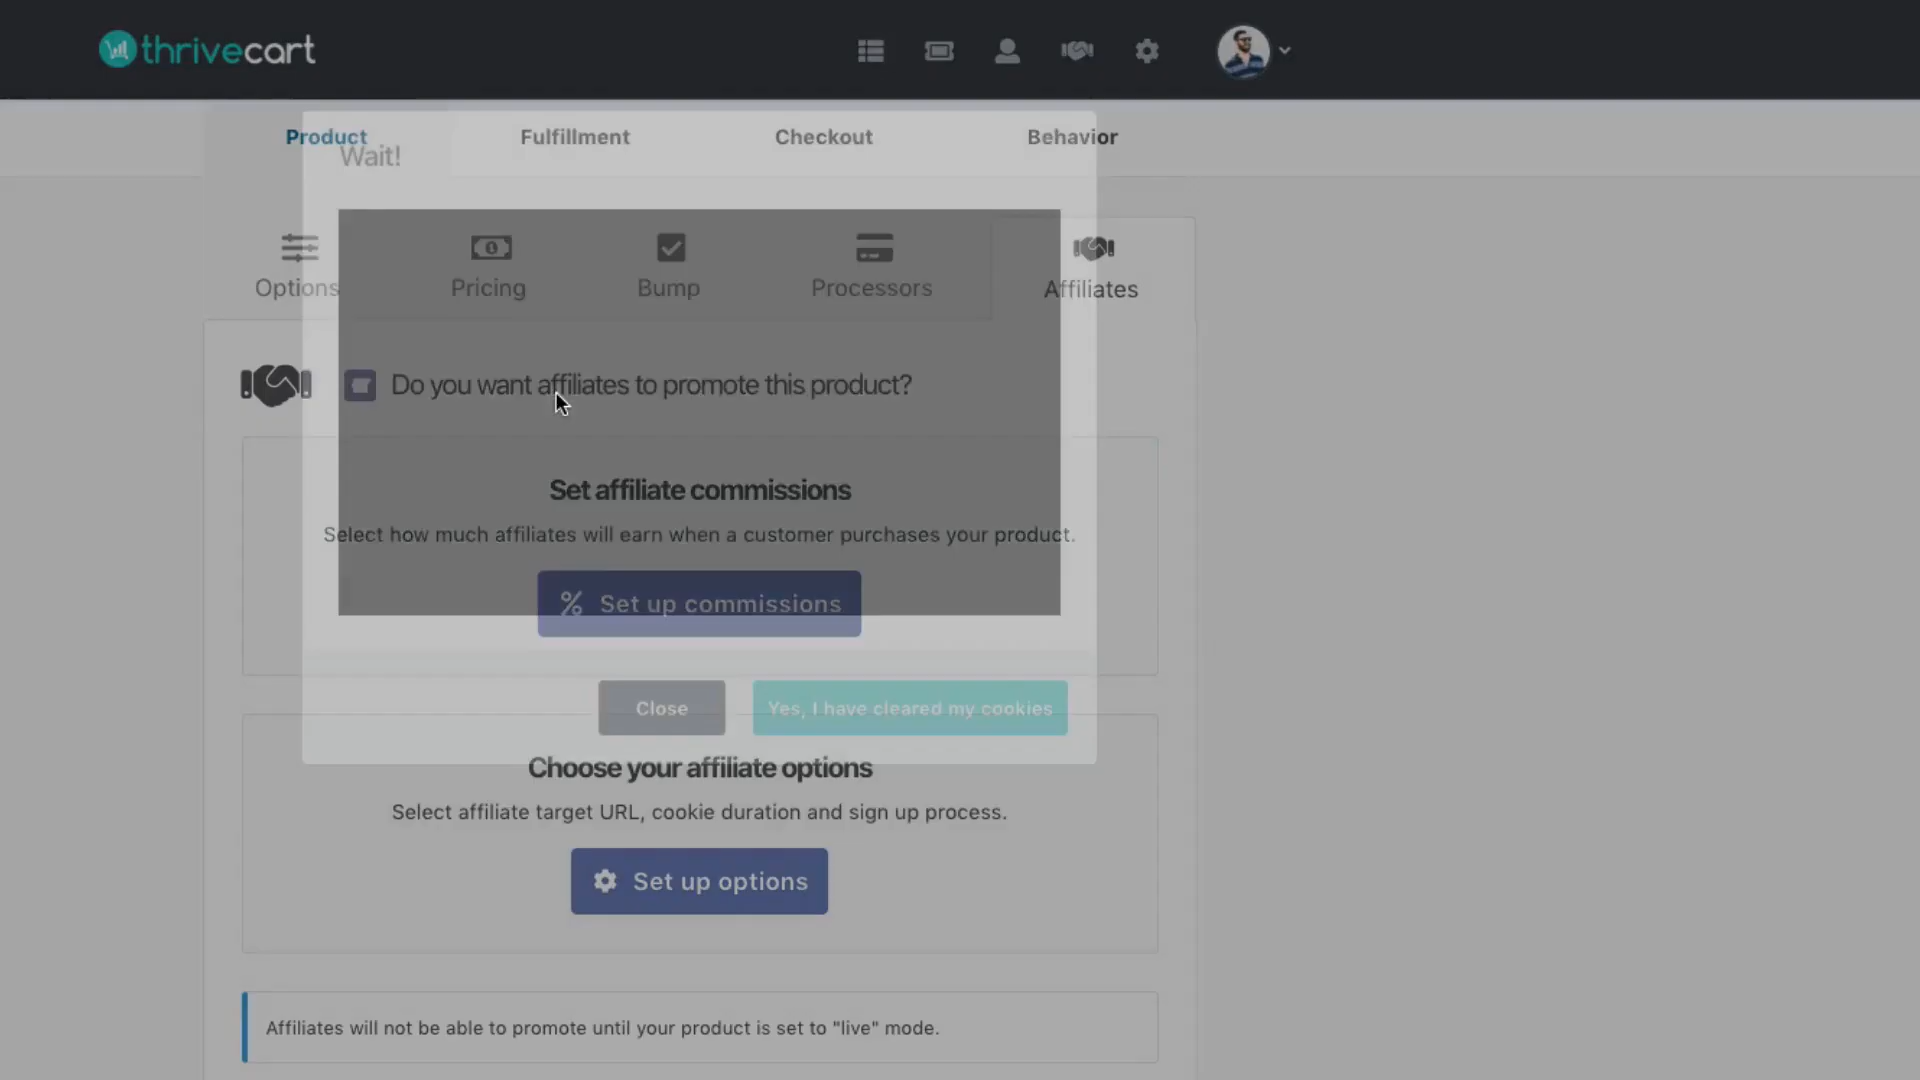 thrivecart
Product Fulfillment Checkout Behavior
Wait!
Options Pricing Bump Processors Affiliates
Do you want affiliates to promote this product?
Set affiliate commissions
Select how much affiliates will earn when a customer purchases your product.
% Set up commissions
Close Yes, I have cleared my cookies
Choose your affiliate options
Select affiliate target URL, cookie duration and sign up process.
Set up options
Affiliates will not be able to promote until your product is set to "live" mode.